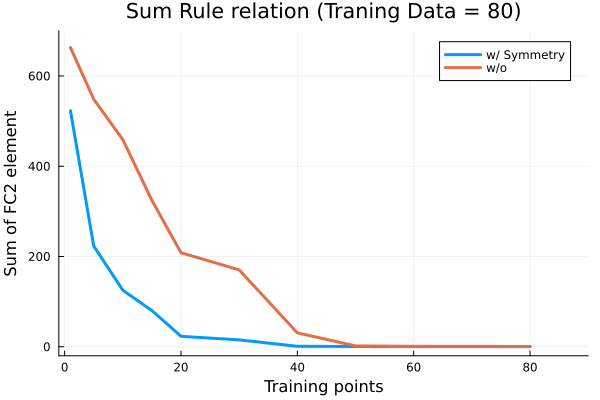 Sum Rule relation (Traning Data = 80)
w/ Symmetry
w/o
Sum of FC2 element
600
400
200
0
0 20 40 60 80
Training points